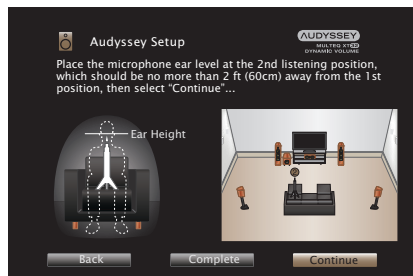 Audyssey Setup
AUDYSSEY
MULTEQ XT32
DYNAMIC VOLUME
Place the microphone ear level at the 2nd listening position,
which should be no more than 2 ft (60cm) away from the 1st
position, then select “Continue”...
Ear Height
Back
Complete
Continue